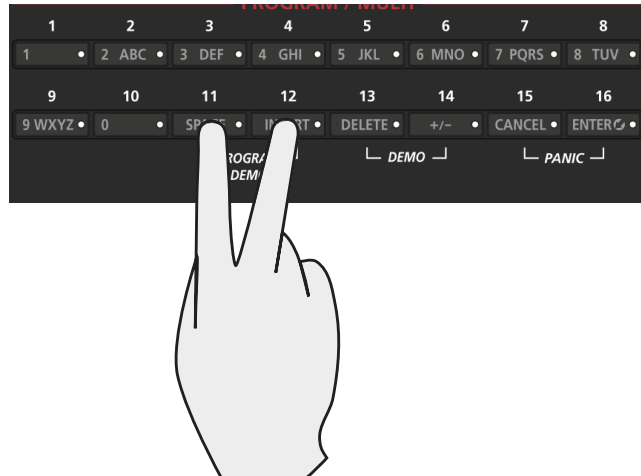 PROGRAM / MULTI
1 2 3 4 5 6 7 8
1 2 ABC 3 DEF 4 GHI 5 JKL 6 MNO 7 PQRS 8 TUV
9 10 11 12 13 14 15 16
9 WXYZ 0 DELETE +/– CANCEL ENTER
DEMO PANIC